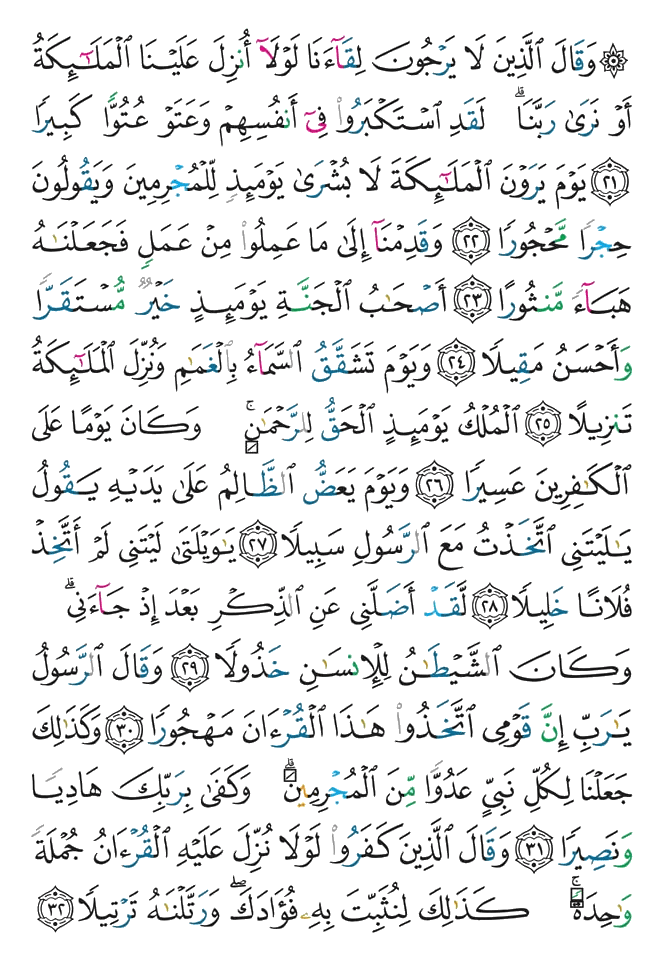 ۞ وَقَالَ ٱلَّذِينَ لَا يَرْجُونَ لِقَآءَنَا لَوْلَآ أُنزِلَ عَلَيْنَا ٱلْمَلَـٰٓئِكَةُ
أَوْ نَرَىٰ رَبَّنَا ۗ لَقَدِ ٱسْتَكْبَرُوا۟ فِىٓ أَنفُسِهِمْ وَعَتَوْ عُتُوًّا كَبِيرًا
﴿٢١﴾ يَوْمَ يَرَوْنَ ٱلْمَلَـٰٓئِكَةَ لَا بُشْرَىٰ يَوْمَئِذٍ لِّلْمُجْرِمِينَ وَيَقُولُونَ
حِجْرًا مَّحْجُورًا ﴿٢٢﴾ وَقَدِمْنَآ إِلَىٰ مَا عَمِلُوا۟ مِنْ عَمَلٍ فَجَعَلْنَـٰهُ
هَبَآءً مَّنثُورًا ﴿٢٣﴾ أَصْحَـٰبُ ٱلْجَنَّةِ يَوْمَئِذٍ خَيْرٌ مُّسْتَقَرًّا
وَأَحْسَنُ مَقِيلًا ﴿٢٤﴾ وَيَوْمَ تَشَقَّقُ ٱلسَّمَآءُ بِٱلْغَمَـٰمِ وَنُزِّلَ ٱلْمَلَـٰٓئِكَةُ
تَنزِيلًا ﴿٢٥﴾ ٱلْمُلْكُ يَوْمَئِذٍ ٱلْحَقُّ لِلرَّحْمَـٰنِ ۚ وَكَانَ يَوْمًا عَلَى
ٱلْكَـٰفِرِينَ عَسِيرًا ﴿٢٦﴾ وَيَوْمَ يَعَضُّ ٱلظَّالِمُ عَلَىٰ يَدَيْهِ يَقُولُ
يَـٰلَيْتَنِى ٱتَّخَذْتُ مَعَ ٱلرَّسُولِ سَبِيلًا ﴿٢٧﴾ يَـٰوَيْلَتَىٰ لَيْتَنِى لَمْ أَتَّخِذْ
فُلَانًا خَلِيلًا ﴿٢٨﴾ لَّقَدْ أَضَلَّنِى عَنِ ٱلذِّكْرِ بَعْدَ إِذْ جَآءَنِى ۗ
وَكَانَ ٱلشَّيْطَـٰنُ لِلْإِنسَـٰنِ خَذُولًا ﴿٢٩﴾ وَقَالَ ٱلرَّسُولُ
يَـٰرَبِّ إِنَّ قَوْمِى ٱتَّخَذُوا۟ هَـٰذَا ٱلْقُرْءَانَ مَهْجُورًا ﴿٣٠﴾ وَكَذَٰلِكَ
جَعَلْنَا لِكُلِّ نَبِىٍّ عَدُوًّا مِّنَ ٱلْمُجْرِمِينَ ۗ وَكَفَىٰ بِرَبِّكَ هَادِيًا
وَنَصِيرًا ﴿٣١﴾ وَقَالَ ٱلَّذِينَ كَفَرُوا۟ لَوْلَا نُزِّلَ عَلَيْهِ ٱلْقُرْءَانُ جُمْلَةً
وَٰحِدَةً ۚ كَذَٰلِكَ لِنُثَبِّتَ بِهِۦ فُؤَادَكَ ۖ وَرَتَّلْنَـٰهُ تَرْتِيلًا ﴿٣٢﴾